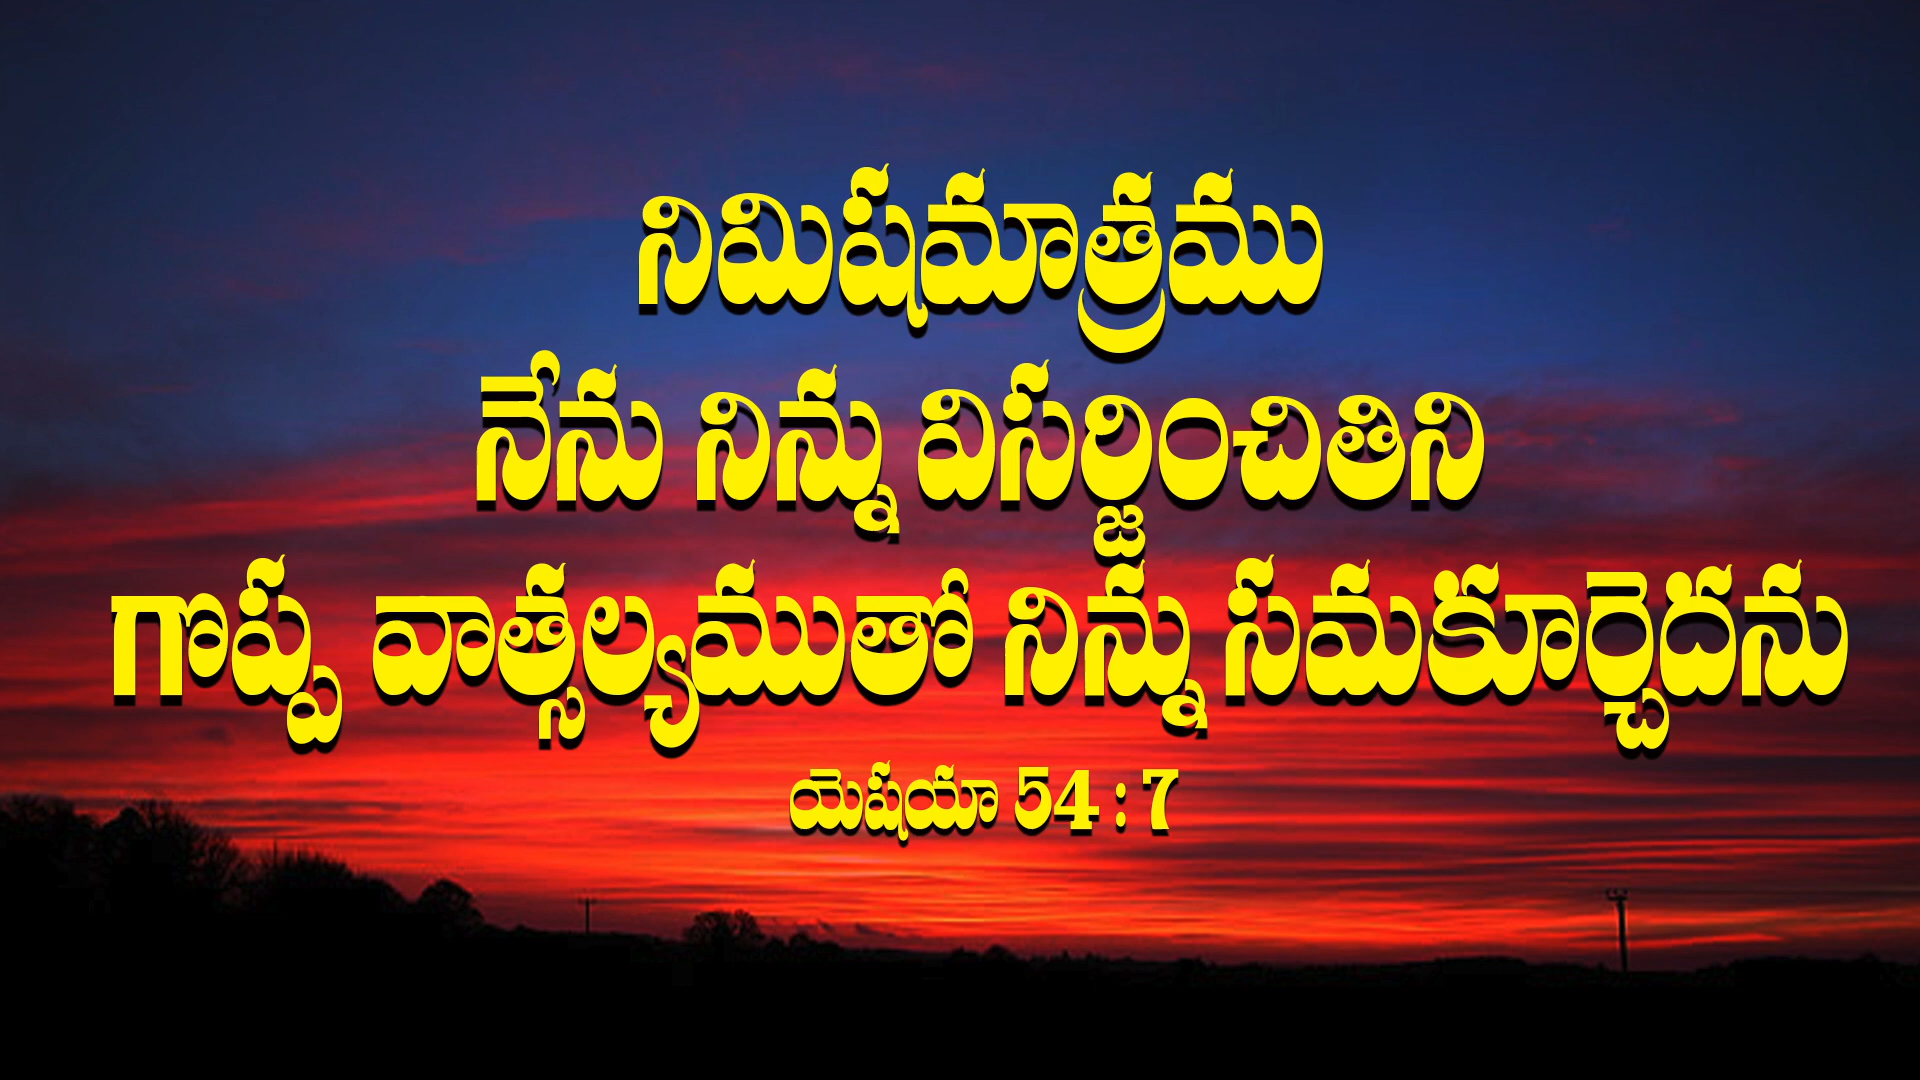 నిమిషమాత్రము
నేను నిన్ను విసర్జించితిని
గొప్ప వాత్సల్యముతో నిన్ను సమకూర్చెదను
యెషయా 54 : 7